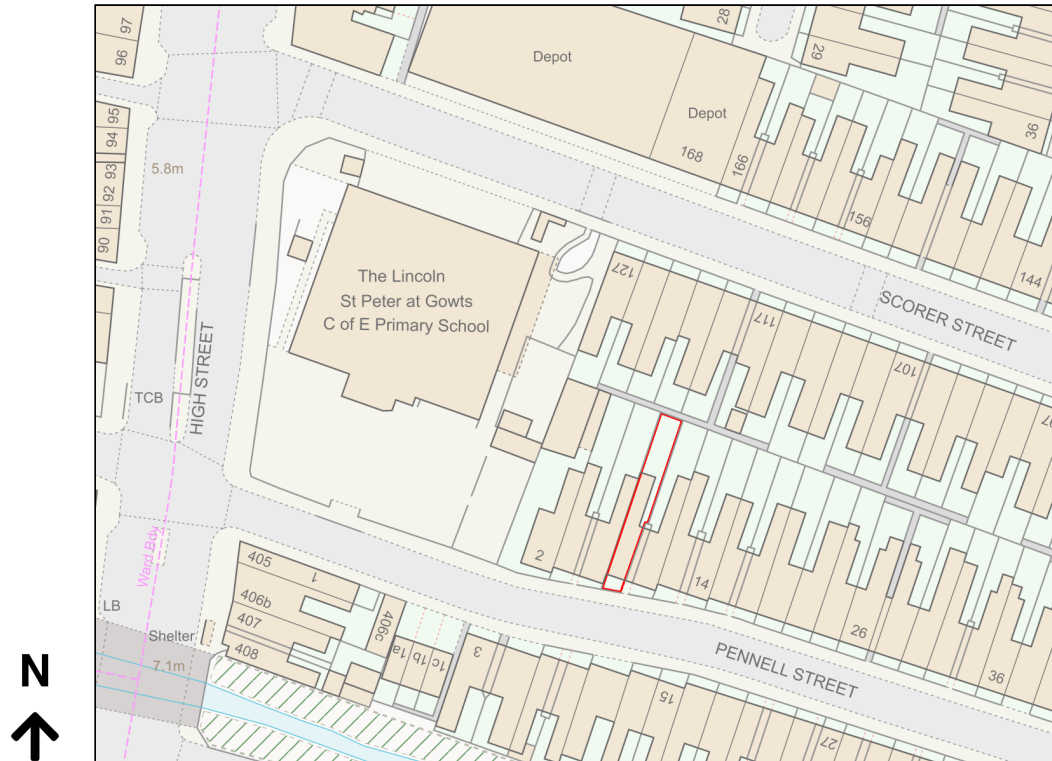 97
96
28
29
Depot
Depot
36
95
94
93
92
91
90
5.8m
168
166
156
144
The Lincoln
St Peter at Gowts
C of E Primary School
127
117
107
97
SCORER STREET
HIGH STREET
TCB
Ward Bdy
2
14
26
36
PENNELL STREET
405
1
406b
407
408
406c
1a
1b
1c
3
15
27
LB
Shelter
7.1m
N